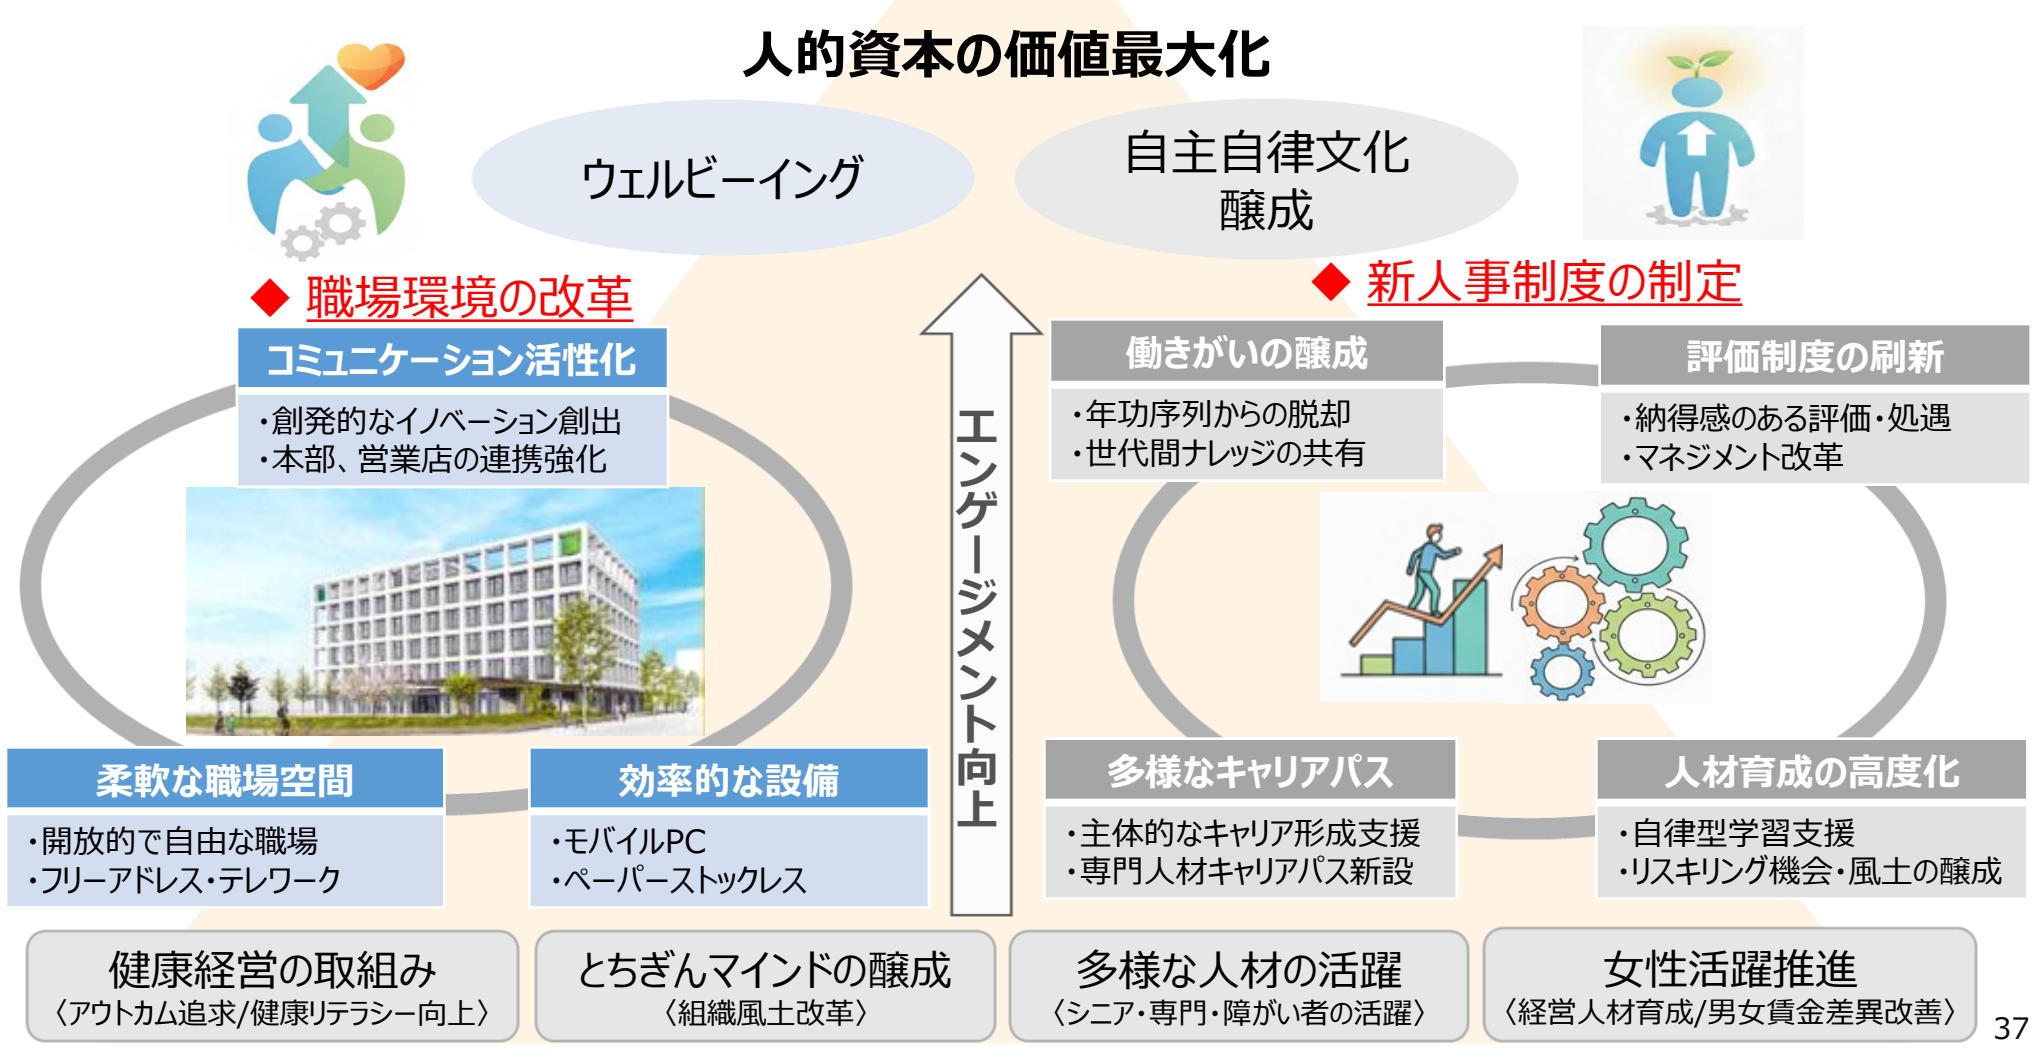 人的資本の価値最大化
ウェルビーイング
自主自律文化
醸成
◆ 職場環境の改革
コミュニケーション活性化
・創発的なイノベーション創出
・本部、営業店の連携強化
柔軟な職場空間
・開放的で自由な職場
・フリーアドレス・テレワーク
効率的な設備
・モバイルPC
・ペーパーストックレス
エンゲージメント向上
◆ 新人事制度の制定
働きがいの醸成
・年功序列からの脱却
・世代間ナレッジの共有
評価制度の刷新
・納得感のある評価・処遇
・マネジメント改革
多様なキャリアパス
・主体的なキャリア形成支援
・専門人材キャリアパス新設
人材育成の高度化
・自律型学習支援
・リスキリング機会・風土の醸成
健康経営の取組み
〈アウトカム追求/健康リテラシー向上〉
とちぎんマインドの醸成
〈組織風土改革〉
多様な人材の活躍
〈シニア・専門・障がい者の活躍〉
女性活躍推進
〈経営人材育成/男女賃金差異改善〉
37